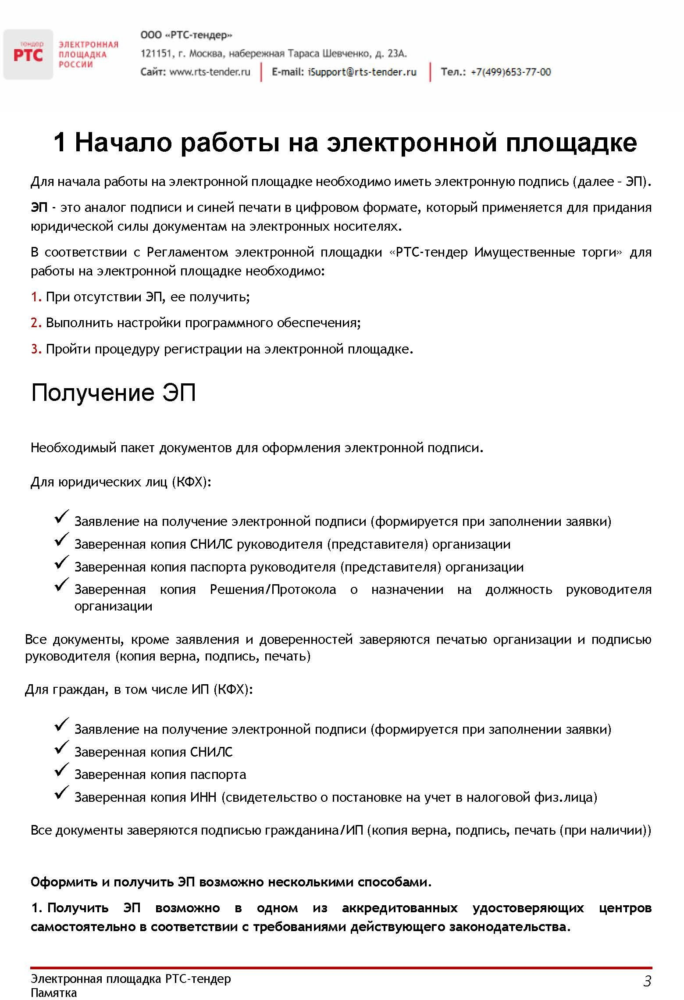 тендер
РТС
ЭЛЕКТРОННАЯ
ПЛОЩАДКА
РОССИИ
ООО «РТС-тендер»
121151, г. Москва, набережная Тараса Шевченко, д. 23А.
Сайт: www.rts-tender.ru | E-mail: iSupport@rts-tender.ru | Тел.: +7(499)653-77-00
1 Начало работы на электронной площадке
Для начала работы на электронной площадке необходимо иметь электронную подпись (далее – ЭП).
ЭП - это аналог подписи и синей печати в цифровом формате, который применяется для придания
юридической силы документам на электронных носителях.
В соответствии с Регламентом электронной площадки «РТС-тендер Имущественные торги» для
работы на электронной площадке необходимо:
1. При отсутствии ЭП, ее получить;
2. Выполнить настройки программного обеспечения;
3. Пройти процедуру регистрации на электронной площадке.
Получение ЭП
Необходимый пакет документов для оформления электронной подписи.
Для юридических лиц (КФХ):
✓ Заявление на получение электронной подписи (формируется при заполнении заявки)
✓ Заверенная копия СНИЛС руководителя (представителя) организации
✓ Заверенная копия паспорта руководителя (представителя) организации
✓ Заверенная копия Решения/Протокола о назначении на должность руководителя
организации
Все документы, кроме заявления и доверенностей заверяются печатью организации и подписью
руководителя (копия верна, подпись, печать)
Для граждан, в том числе ИП (КФХ):
✓ Заявление на получение электронной подписи (формируется при заполнении заявки)
✓ Заверенная копия СНИЛС
✓ Заверенная копия паспорта
✓ Заверенная копия ИНН (свидетельство о постановке на учет в налоговой физ.лица)
Все документы заверяются подписью гражданина/ИП (копия верна, подпись, печать (при наличии))
Оформить и получить ЭП возможно несколькими способами.
1. Получить ЭП возможно в одном из аккредитованных удостоверяющих центров
самостоятельно в соответствии с требованиями действующего законодательства.
Электронная площадка РТС-тендер
3
Памятка